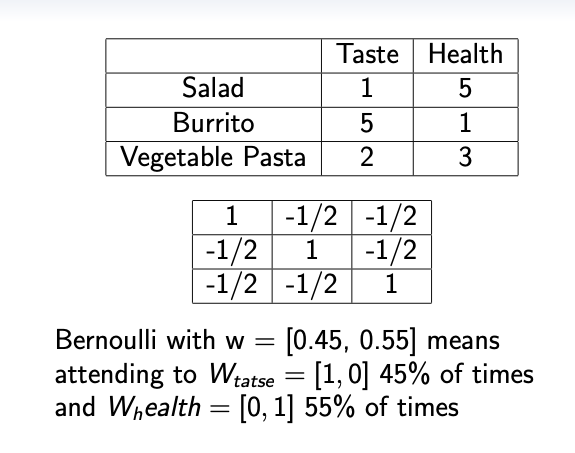 Taste Health
Salad 1 5
Burrito 5 1
Vegetable Pasta 2 3
1 -1/2 -1/2
-1/2 1 -1/2
-1/2 -1/2 1
Bernoulli with w = [0.45, 0.55] means
attending to W_tatse = [1, 0] 45% of times
and W_health = [0, 1] 55% of times